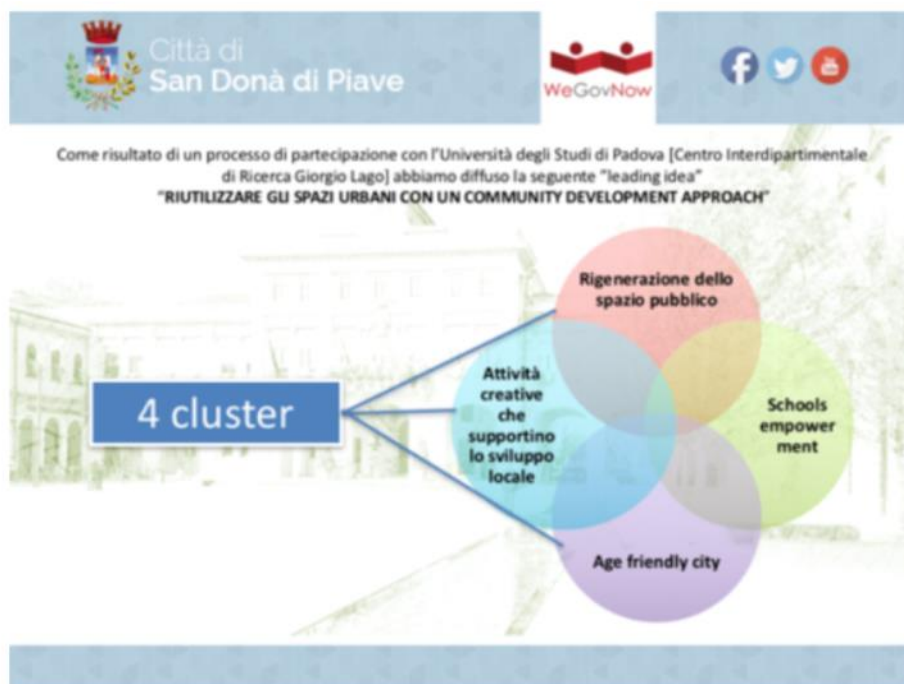 Città di
San Donà di Piave
WeGovNow
Come risultato di un processo di partecipazione con l'Università degli Studi di Padova [Centro Interdipartimentale
di Ricerca Giorgio Lago] abbiamo diffuso la seguente "leading idea"
"RIUTILIZZARE GLI SPAZI URBANI CON UN COMMUNITY DEVELOPMENT APPROACH"
4 cluster
Rigenerazione dello
spazio pubblico
Attività
creative
che
supportino
lo sviluppo
locale
Schools
empower
ment
Age friendly city